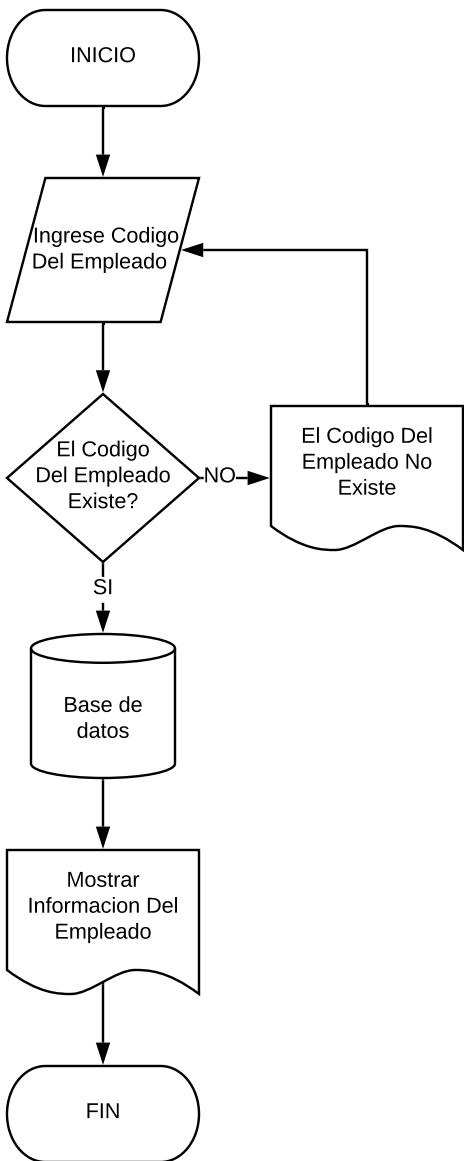 INICIO
Ingrese Codigo
Del Empleado
El Codigo
Del Empleado
Existe?
NO
El Codigo Del
Empleado No
Existe
SI
Base de
datos
Mostrar
Informacion Del
Empleado
FIN